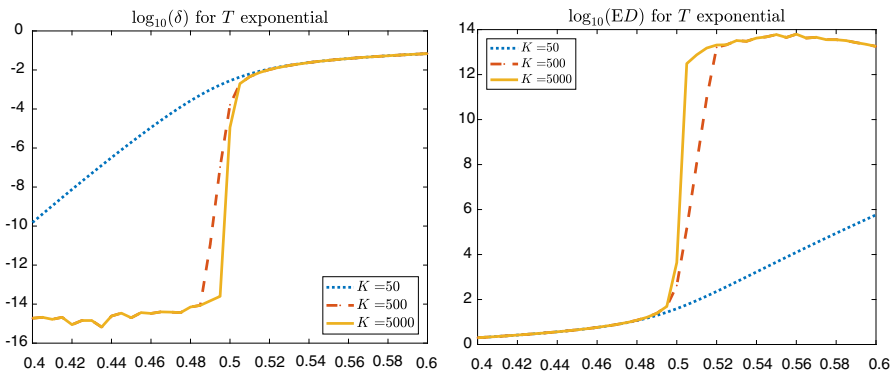 log₁₀(δ) for T exponential
0
-2
-4
-6
-8
-10
-12
-14
-16
0.4 0.42 0.44 0.46 0.48 0.5 0.52 0.54 0.56 0.58 0.6
K =50
K =500
K =5000
log₁₀(ED) for T exponential
14
12
10
8
6
4
2
0
0.4 0.42 0.44 0.46 0.48 0.5 0.52 0.54 0.56 0.58 0.6
K =50
K =500
K =5000